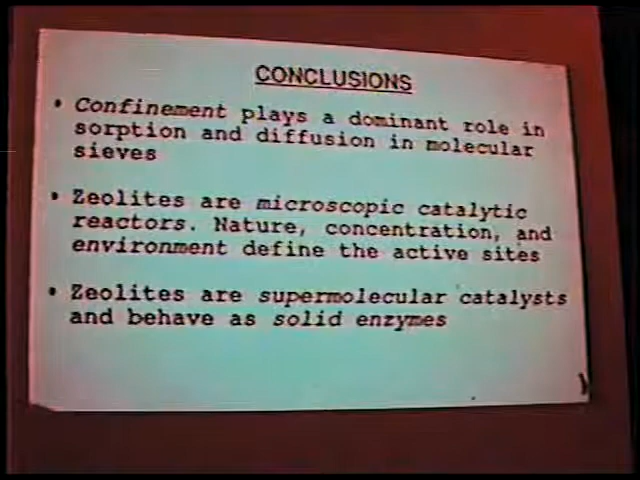 CONCLUSIONS
• Confinement plays a dominant role in
sorption and diffusion in molecular
sieves
• Zeolites are microscopic catalytic
reactors. Nature, concentration, and
environment define the active sites
• Zeolites are supermolecular catalysts
and behave as solid enzymes